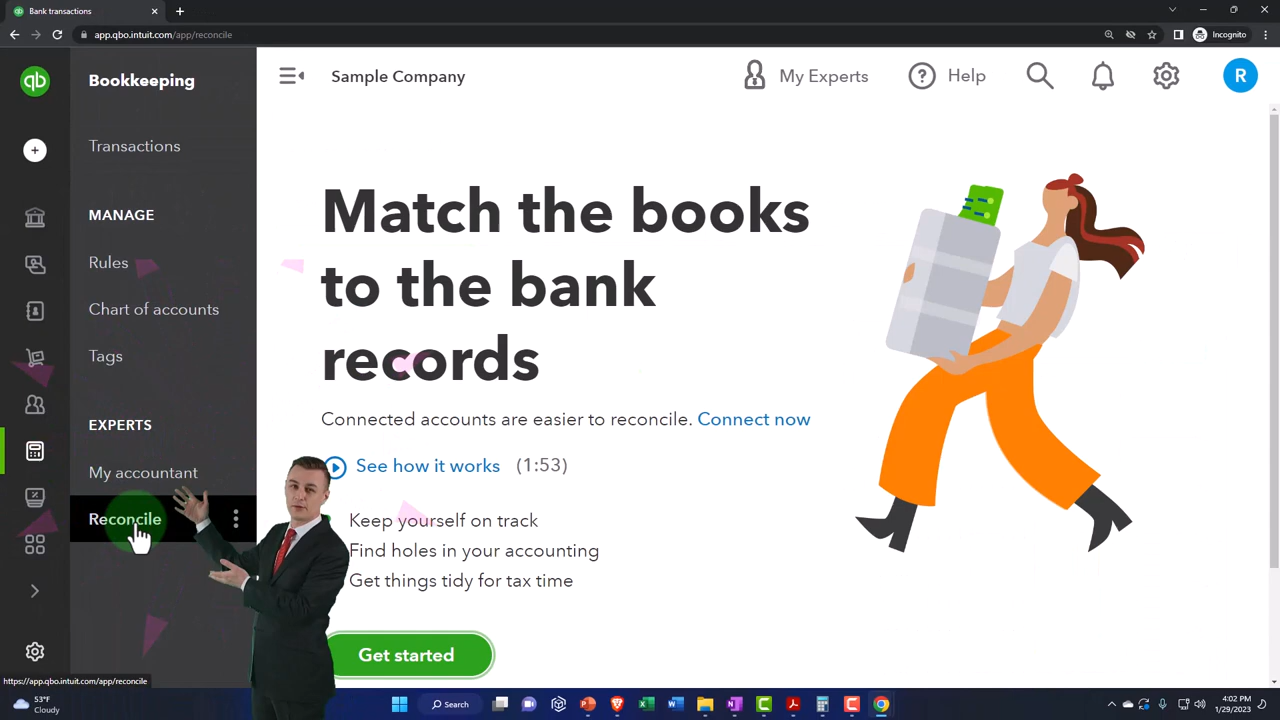 Bank transactions
app.qbo.intuit.com/app/reconcile
Incognito
qb
Bookkeeping
Sample Company
My Experts
Help
R
Transactions
MANAGE
Rules
Chart of accounts
Tags
EXPERTS
My accountant
Reconcile
Match the books
to the bank
records
Connected accounts are easier to reconcile. Connect now
See how it works (1:53)
Keep yourself on track
Find holes in your accounting
Get things tidy for tax time
Get started
https://app.qbo.intuit.com/app/reconcile
53°F
Cloudy
Search
4:02 PM
1/29/2023